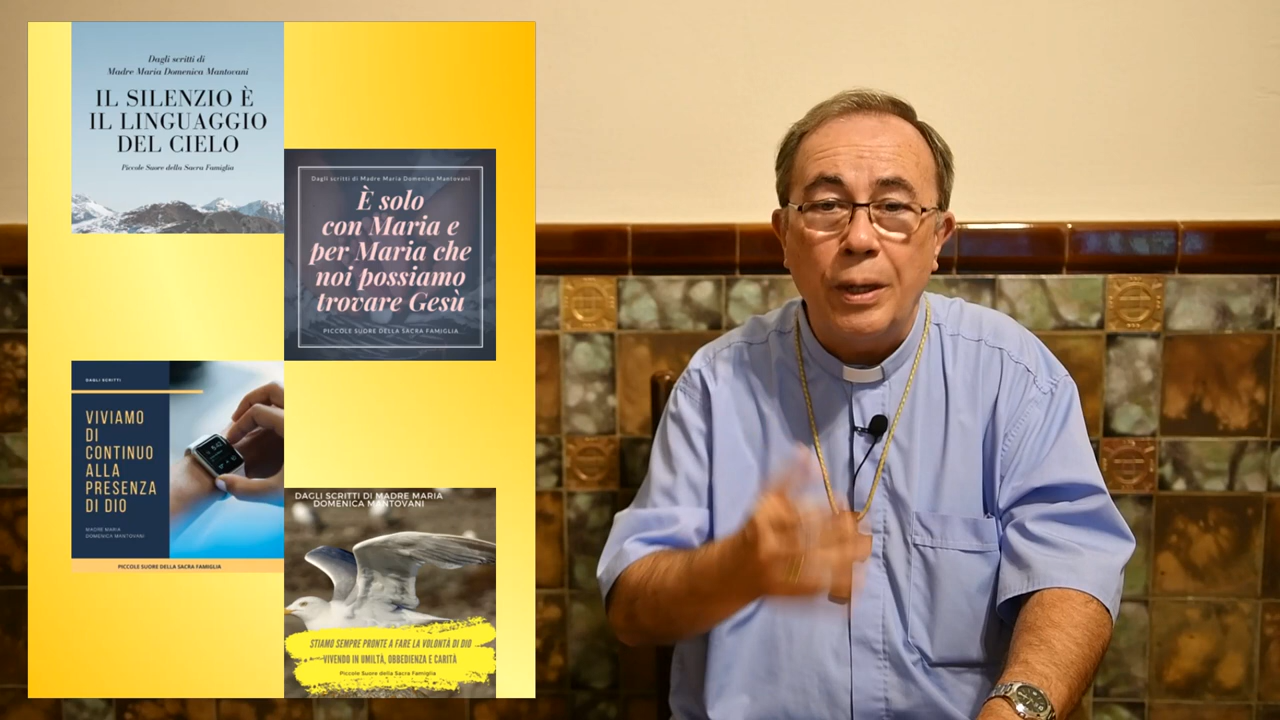 Dagli scritti di
Madre Maria Domenica Mantovani
IL SILENZIO È
IL LINGUAGGIO
DEL CIELO
Piccole Suore della Sacra Famiglia
Dagli scritti di Madre Maria Domenica Mantovani
È solo
con Maria e
per Maria che
noi possiamo
trovare Gesù
PICCOLE SUORE DELLA SACRA FAMIGLIA
DAGLI SCRITTI
VIVIAMO
DI
CONTINUO
ALLA
PRESENZA
DI DIO
MADRE MARIA
DOMENICA MANTOVANI
PICCOLE SUORE DELLA SACRA FAMIGLIA
DAGLI SCRITTI DI MADRE MARIA
DOMENICA MANTOVANI
STIAMO SEMPRE PRONTE A FARE LA VOLONTÀ DI DIO
VIVENDO IN UMILTÀ, OBBEDIENZA E CARITÀ
Piccole Suore della Sacra Famiglia